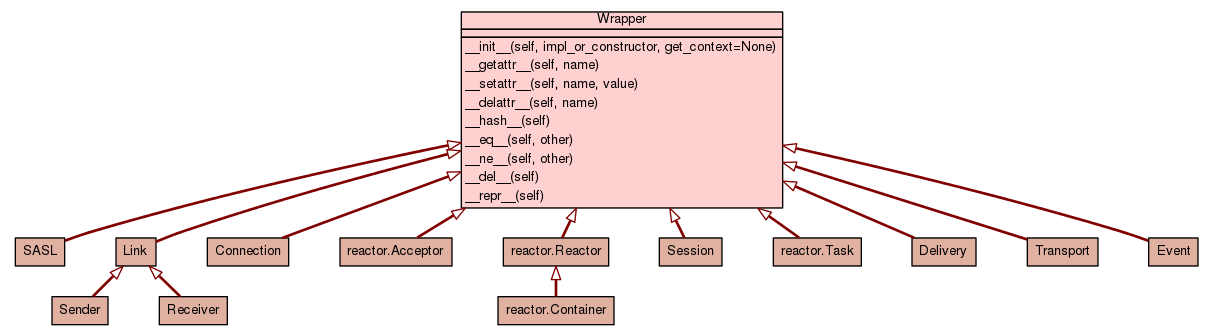 Wrapper
__init__(self, impl_or_constructor, get_context=None)
__getattr__(self, name)
__setattr__(self, name, value)
__delattr__(self, name)
__hash__(self)
__eq__(self, other)
__ne__(self, other)
__del__(self)
__repr__(self)
SASL
Link
Connection
reactor.Acceptor
reactor.Reactor
Session
reactor.Task
Delivery
Transport
Event
Sender
Receiver
reactor.Container